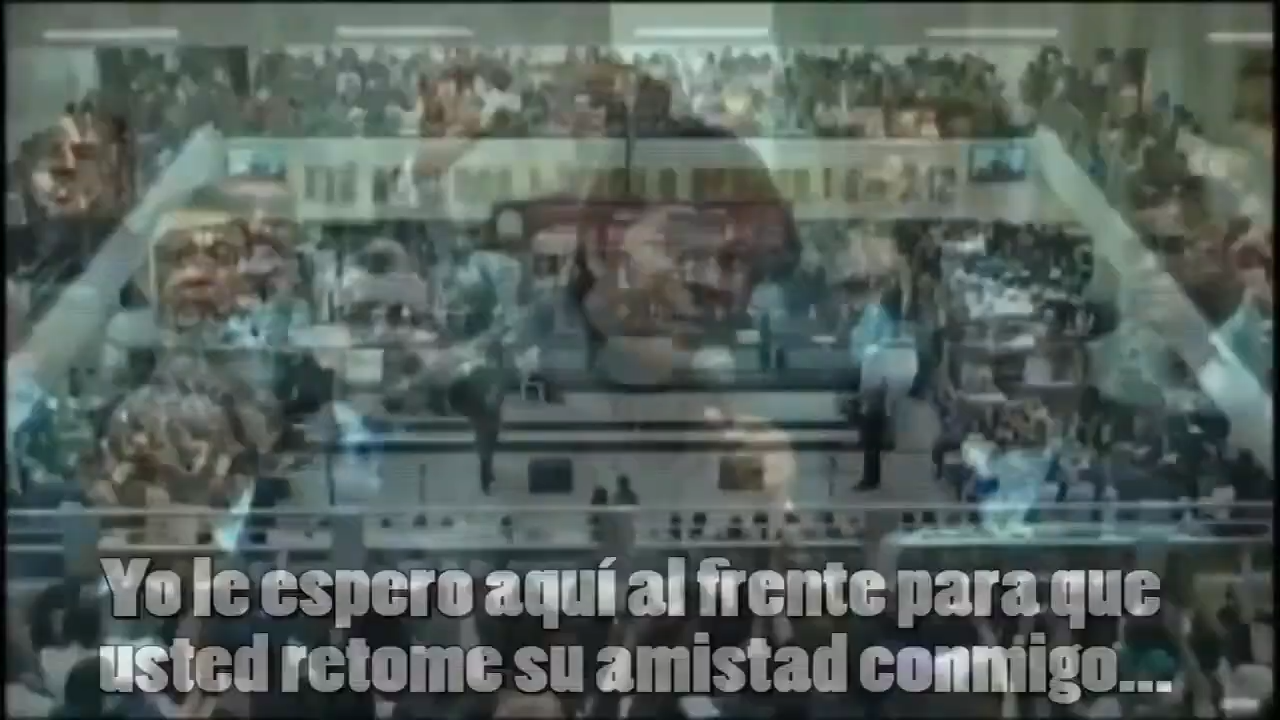 Yo le espero aquí al frente para que
usted retome su amistad conmigo...